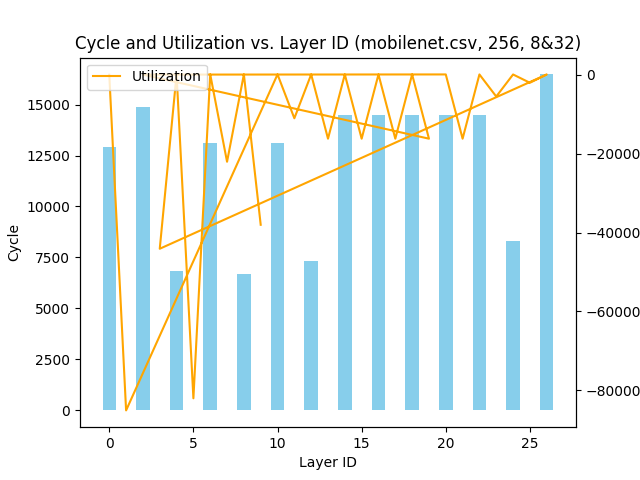 Cycle and Utilization vs. Layer ID (mobilenet.csv, 256, 8&32)
Utilization
15000
12500
10000
7500
5000
2500
0
Cycle
0
−20000
−40000
−60000
−80000
0 5 10 15 20 25
Layer ID